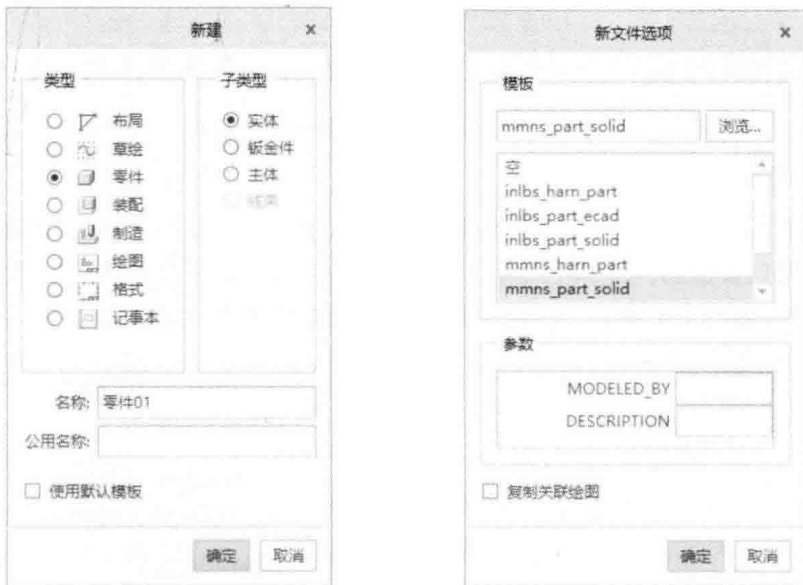 新建 ×
类型
布局
草绘
零件
装配
制造
绘图
格式
记事本
子类型
实体
钣金件
主体
线束
名称: 零件01
公用名称:
使用默认模板
确定 取消
新文件选项 ×
模板
mmns_part_solid 浏览...
空
inlbs_harn_part
inlbs_part_ecad
inlbs_part_solid
mmns_harn_part
mmns_part_solid
参数
MODELED_BY
DESCRIPTION
复制关联绘图
确定 取消